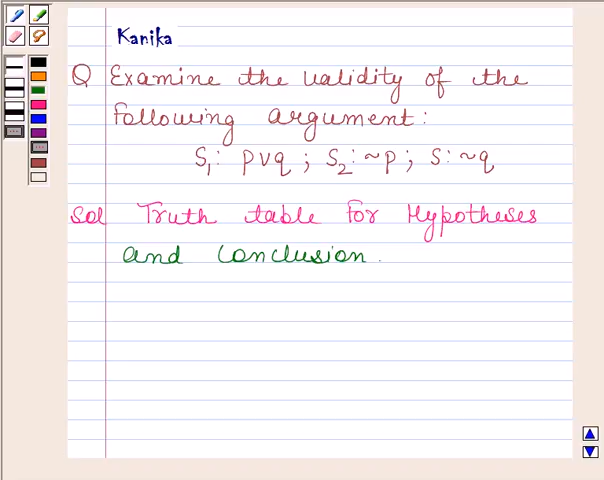 Kanika
Q Examine the validity of the
following argument:
S₁: p∨q ; S₂: ~p ; S: ~q
Sol Truth table for Hypotheses
and Conclusion.